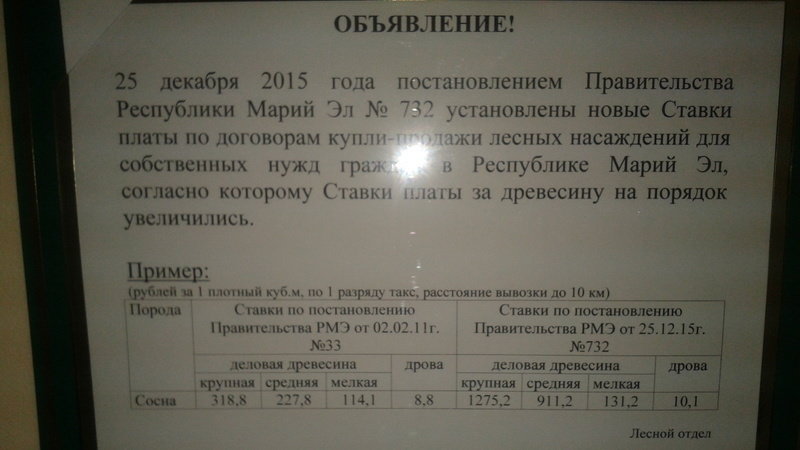 ОБЪЯВЛЕНИЕ!
25 декабря 2015 года постановлением Правительства
Республики Марий Эл № 732 установлены новые Ставки
платы по договорам купли-продажи лесных насаждений для
собственных нужд граждан в Республике Марий Эл,
согласно которому Ставки платы за древесину на порядок
увеличились.
Пример:
(рублей за 1 плотный куб.м, по 1 разряду такс, расстояние вывозки до 10 км)
Порода Ставки по постановлению Ставки по постановлению
Правительства РМЭ от 02.02.11г. Правительства РМЭ от 25.12.15г.
№33 №732
деловая древесина дрова деловая древесина дрова
крупная средняя мелкая крупная средняя мелкая
Сосна 318,8 227,8 114,1 8,8 1275,2 911,2 131,2 10,1
Лесной отдел